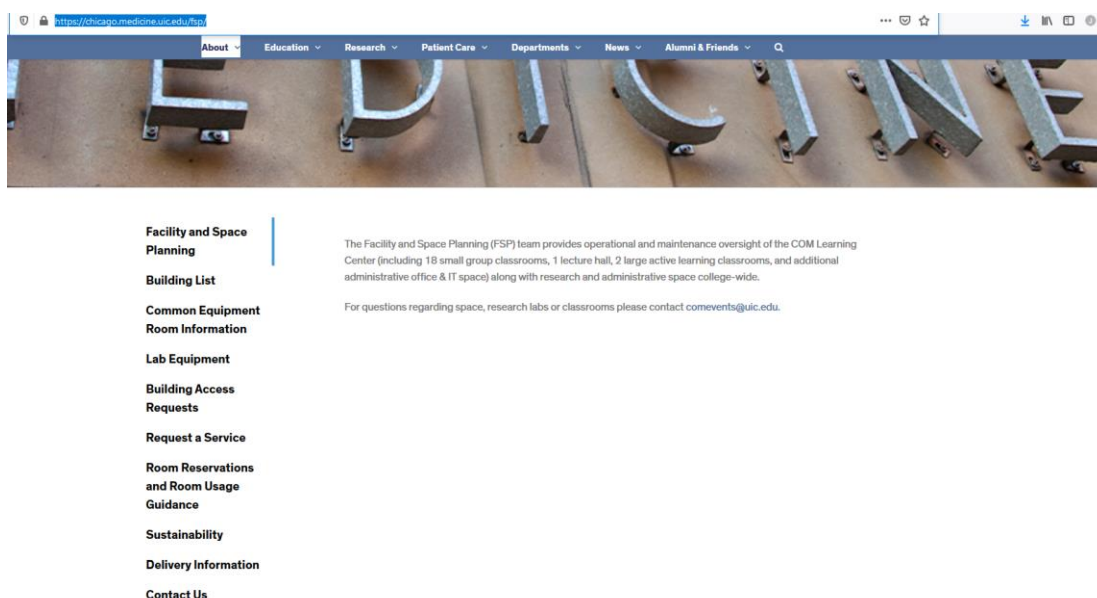 https://chicago.medicine.uic.edu/fsp/
About Education Research Patient Care Departments News Alumni & Friends
EDICINE
Facility and Space
Planning
The Facility and Space Planning (FSP) team provides operational and maintenance oversight of the COM Learning
Center (including 18 small group classrooms, 1 lecture hall, 2 large active learning classrooms, and additional
administrative office & IT space) along with research and administrative space college-wide.
For questions regarding space, research labs or classrooms please contact comevents@uic.edu.
Building List
Common Equipment
Room Information
Lab Equipment
Building Access
Requests
Request a Service
Room Reservations
and Room Usage
Guidance
Sustainability
Delivery Information
Contact Us